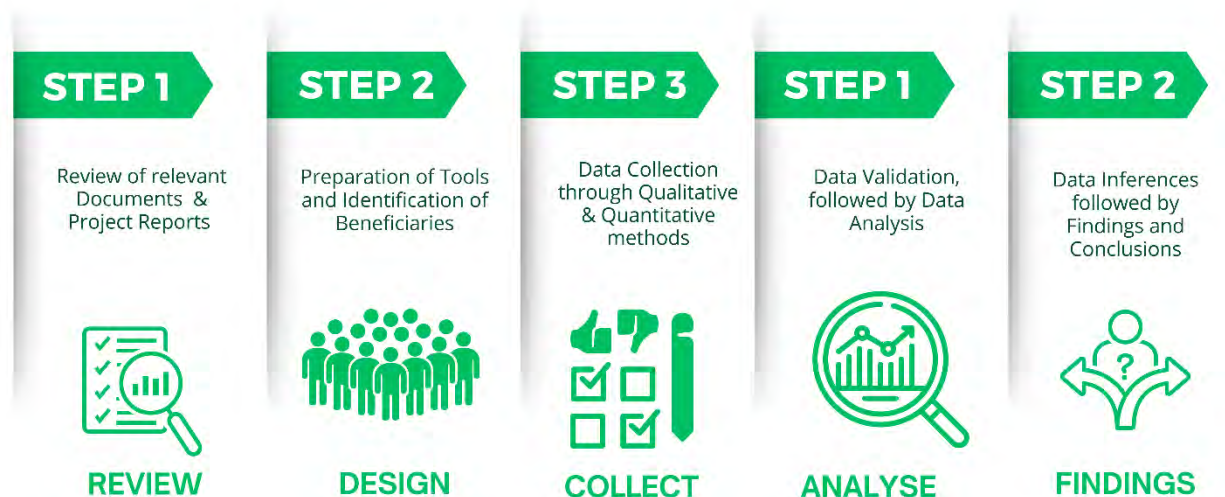 STEP 1
Review of relevant
Documents &
Project Reports
REVIEW
STEP 2
Preparation of Tools
and Identification of
Beneficiaries
DESIGN
STEP 3
Data Collection
through Qualitative
& Quantitative
methods
COLLECT
STEP 1
Data Validation,
followed by Data
Analysis
ANALYSE
STEP 2
Data Inferences
followed by
Findings and
Conclusions
?
FINDINGS